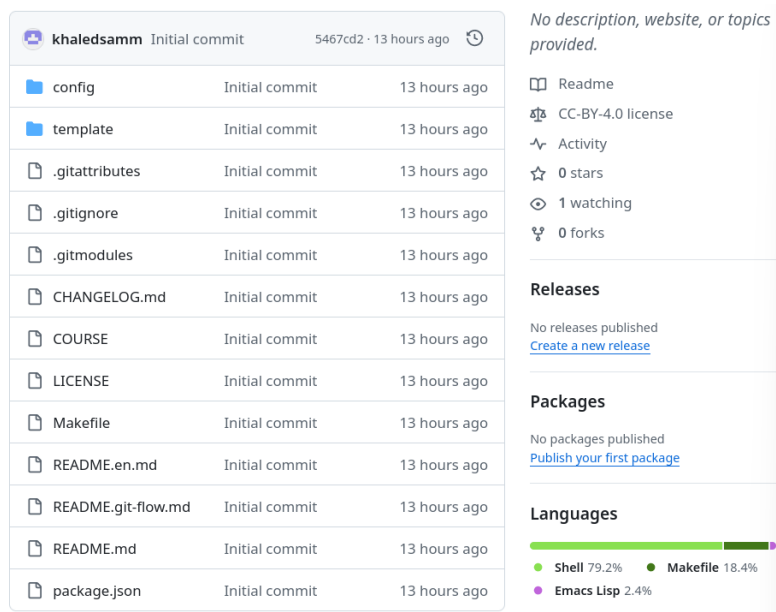 khaledsamm Initial commit 5467cd2 · 13 hours ago
config Initial commit 13 hours ago
template Initial commit 13 hours ago
.gitattributes Initial commit 13 hours ago
.gitignore Initial commit 13 hours ago
.gitmodules Initial commit 13 hours ago
CHANGELOG.md Initial commit 13 hours ago
COURSE Initial commit 13 hours ago
LICENSE Initial commit 13 hours ago
Makefile Initial commit 13 hours ago
README.en.md Initial commit 13 hours ago
README.git-flow.md Initial commit 13 hours ago
README.md Initial commit 13 hours ago
package.json Initial commit 13 hours ago
No description, website, or topics
provided.
Readme
CC-BY-4.0 license
Activity
0 stars
1 watching
0 forks
Releases
No releases published
Create a new release
Packages
No packages published
Publish your first package
Languages
Shell 79.2% Makefile 18.4%
Emacs Lisp 2.4%